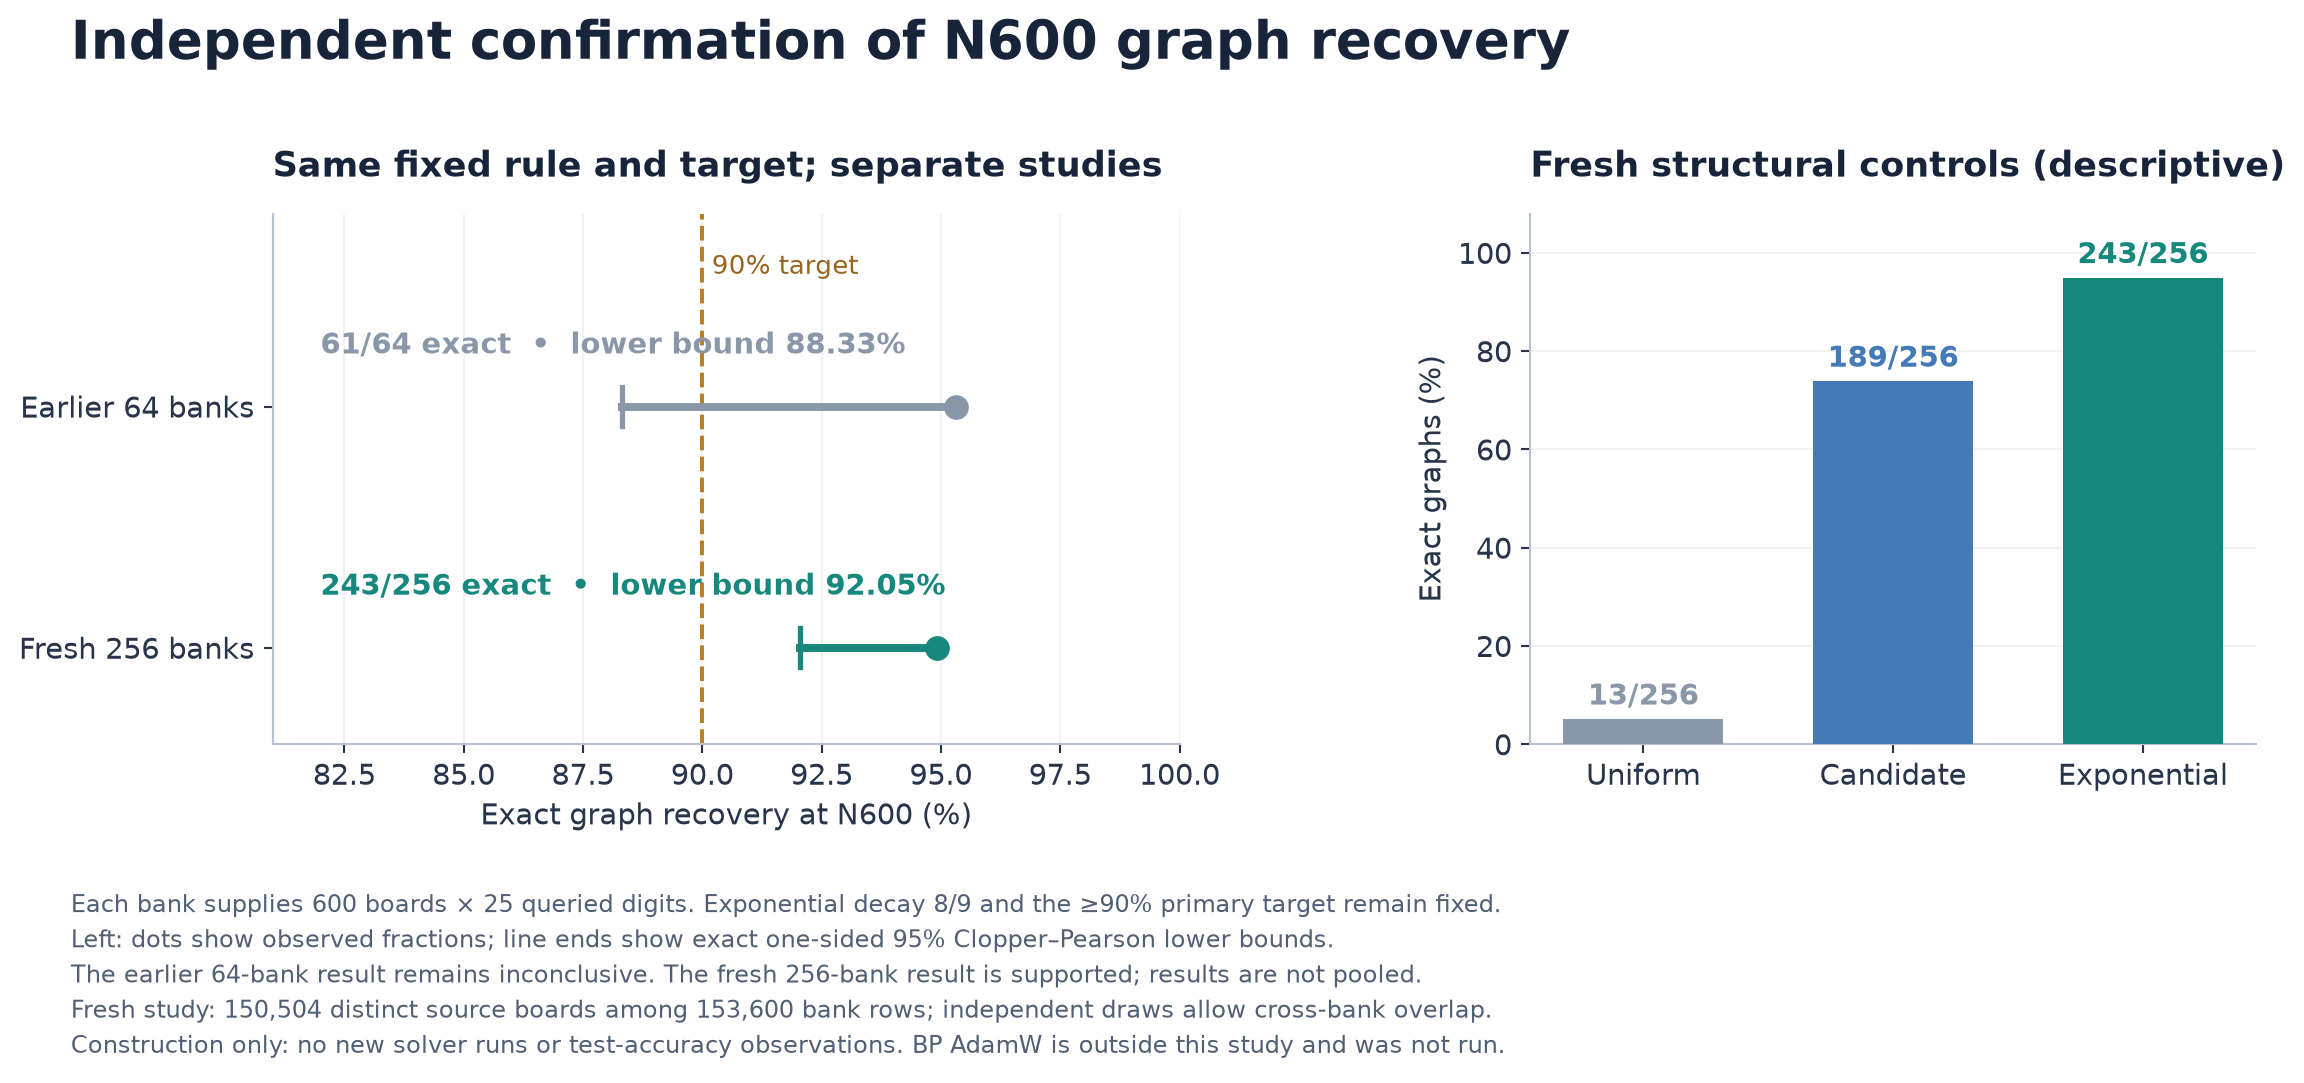 Independent confirmation of N600 graph recovery
Same fixed rule and target; separate studies
90% target
61/64 exact • lower bound 88.33%
Earlier 64 banks
243/256 exact • lower bound 92.05%
Fresh 256 banks
82.5 85.0 87.5 90.0 92.5 95.0 97.5 100.0
Exact graph recovery at N600 (%)
Fresh structural controls (descriptive)
Exact graphs (%)
100
80
60
40
20
0
13/256
189/256
243/256
Uniform Candidate Exponential
Each bank supplies 600 boards × 25 queried digits. Exponential decay 8/9 and the ≥90% primary target remain fixed.
Left: dots show observed fractions; line ends show exact one-sided 95% Clopper–Pearson lower bounds.
The earlier 64-bank result remains inconclusive. The fresh 256-bank result is supported; results are not pooled.
Fresh study: 150,504 distinct source boards among 153,600 bank rows; independent draws allow cross-bank overlap.
Construction only: no new solver runs or test-accuracy observations. BP AdamW is outside this study and was not run.